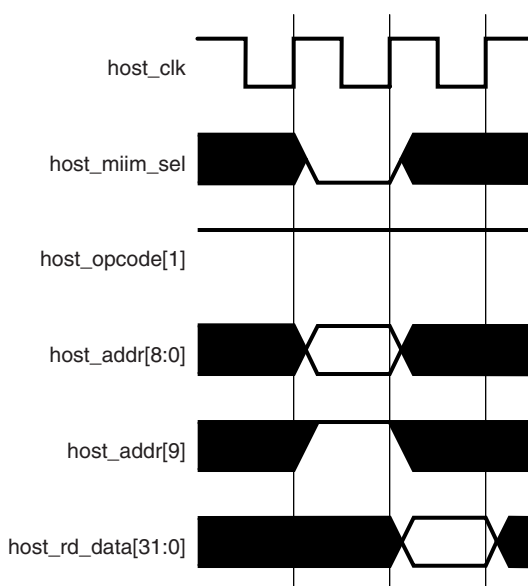 host_clk
host_miim_sel
host_opcode[1]
host_addr[8:0]
host_addr[9]
host_rd_data[31:0]